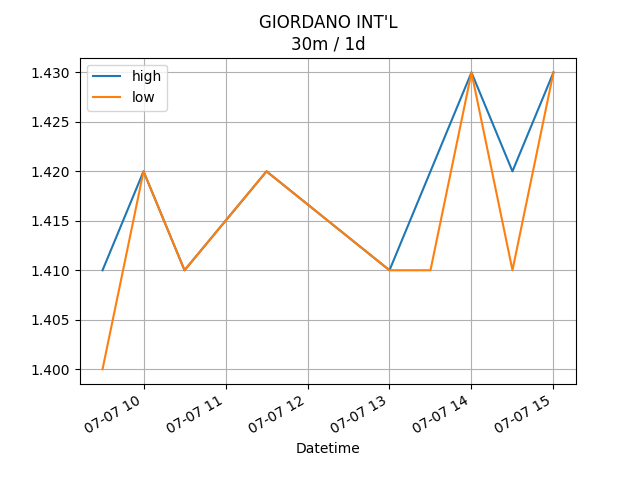 GIORDANO INT'L
30m / 1d
high
low
1.430
1.425
1.420
1.415
1.410
1.405
1.400
07-07 10
07-07 11
07-07 12
07-07 13
07-07 14
07-07 15
Datetime